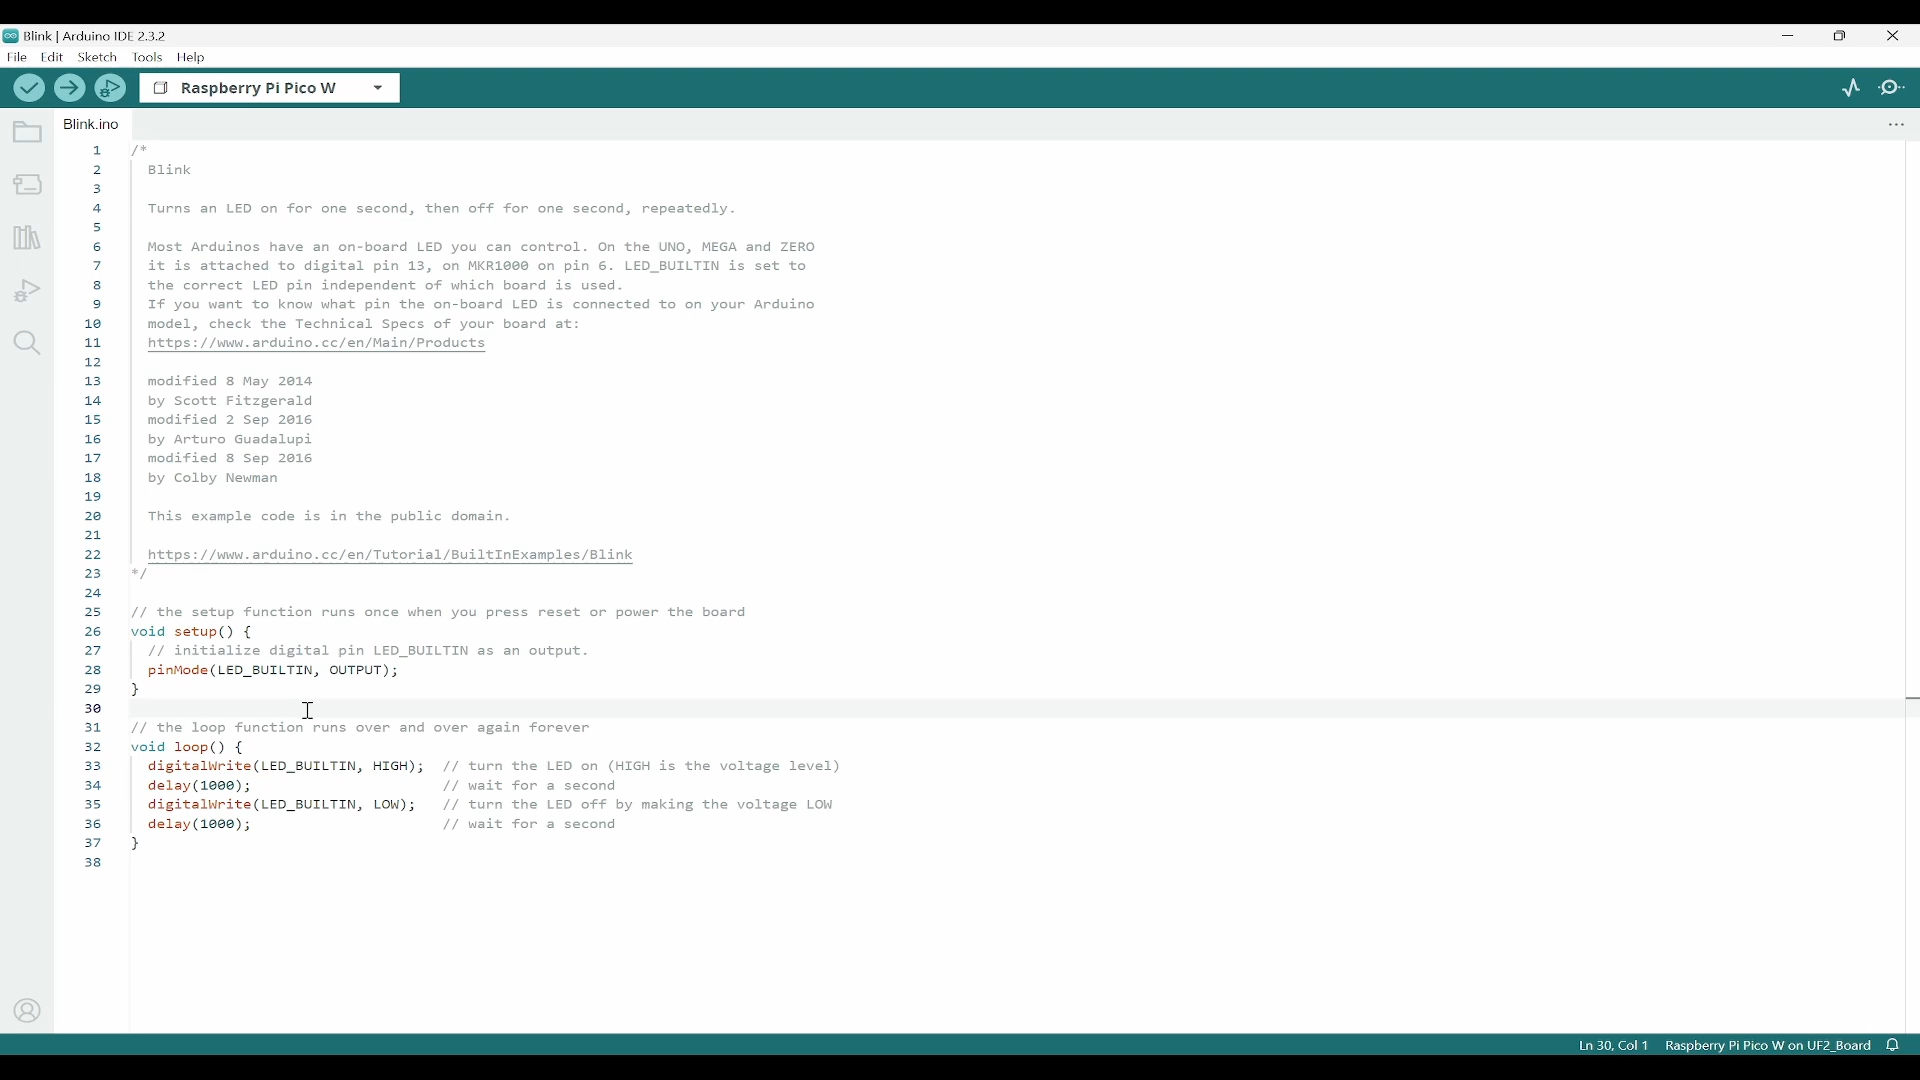 Blink | Arduino IDE 2.3.2
File Edit Sketch Tools Help
Raspberry Pi Pico W
Blink.ino
1 /*
2 Blink
3
4 Turns an LED on for one second, then off for one second, repeatedly.
5
6 Most Arduinos have an on-board LED you can control. On the UNO, MEGA and ZERO
7 it is attached to digital pin 13, on MKR1000 on pin 6. LED_BUILTIN is set to
8 the correct LED pin independent of which board is used.
9 If you want to know what pin the on-board LED is connected to on your Arduino
10 model, check the Technical Specs of your board at:
11 https://www.arduino.cc/en/Main/Products
12
13 modified 8 May 2014
14 by Scott Fitzgerald
15 modified 2 Sep 2016
16 by Arturo Guadalupi
17 modified 8 Sep 2016
18 by Colby Newman
19
20 This example code is in the public domain.
21
22 https://www.arduino.cc/en/Tutorial/BuiltInExamples/Blink
23 */
24
25 // the setup function runs once when you press reset or power the board
26 void setup() {
27 // initialize digital pin LED_BUILTIN as an output.
28 pinMode(LED_BUILTIN, OUTPUT);
29 }
30
31 // the loop function runs over and over again forever
32 void loop() {
33 digitalWrite(LED_BUILTIN, HIGH); // turn the LED on (HIGH is the voltage level)
34 delay(1000); // wait for a second
35 digitalWrite(LED_BUILTIN, LOW); // turn the LED off by making the voltage LOW
36 delay(1000); // wait for a second
37 }
38
Ln 30, Col 1 Raspberry Pi Pico W on UF2_Board